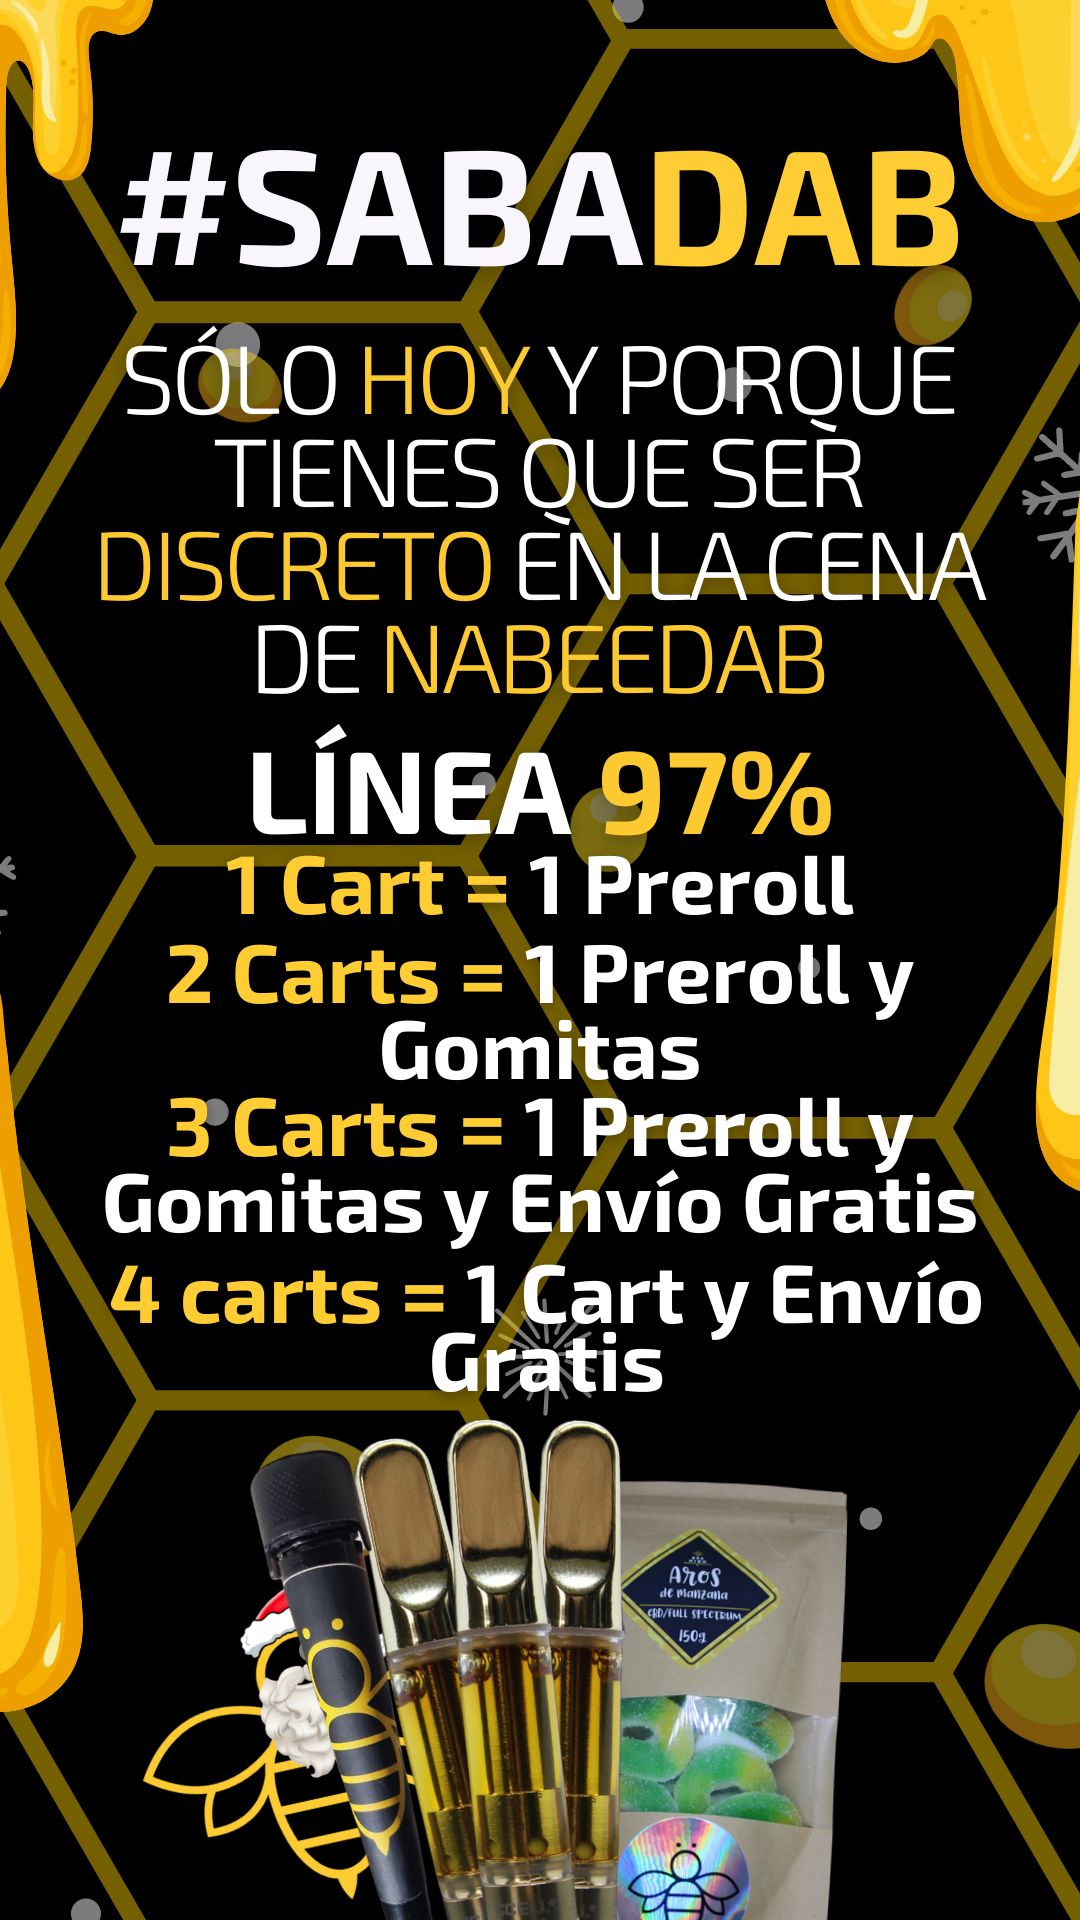 #SABADAB
SÓLO HOY Y PORQUE
TIENES QUE SER
DISCRETO EN LA CENA
DE NABEEDAB
LÍNEA 97%
1 Cart = 1 Preroll
2 Carts = 1 Preroll y
Gomitas
3 Carts = 1 Preroll y
Gomitas y Envío Gratis
4 carts = 1 Cart y Envío
Gratis
Aros
de manzana
CBD/FULL SPECTRUM
150g